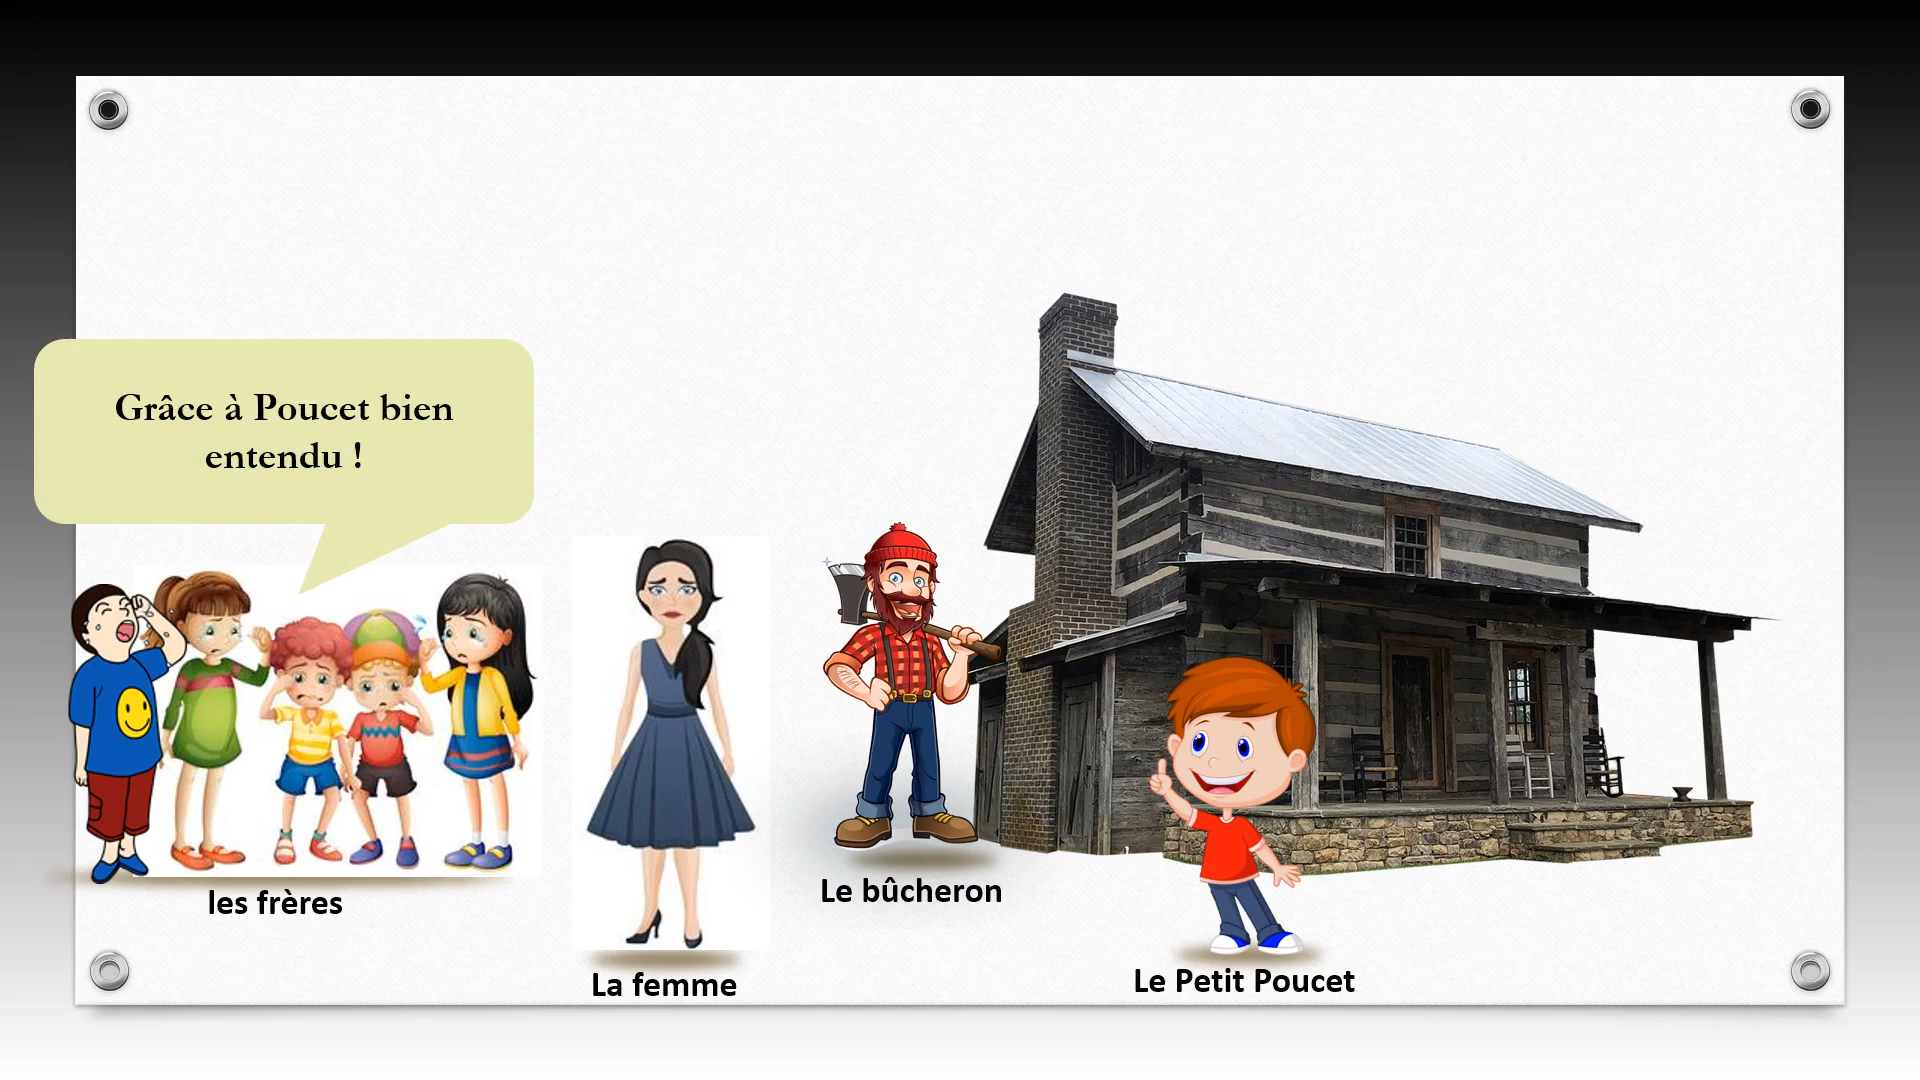 Grâce à Poucet bien
entendu !
les frères
La femme
Le bûcheron
Le Petit Poucet